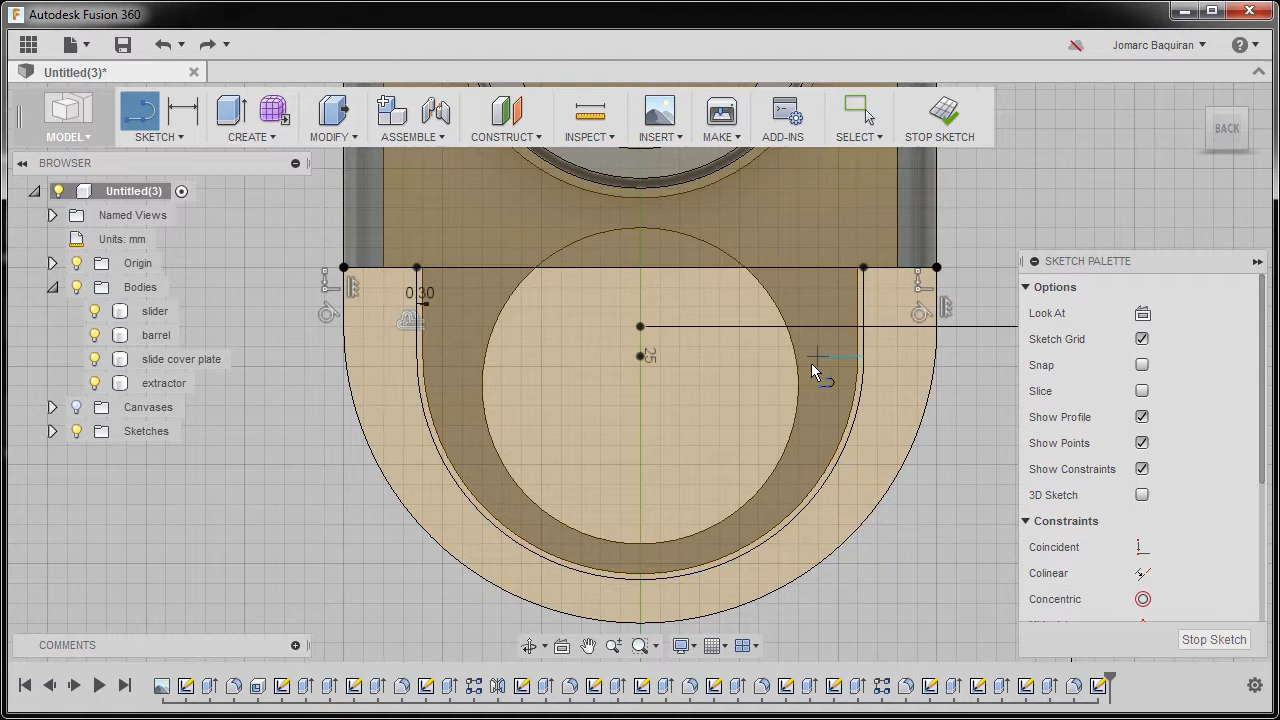 Autodesk Fusion 360
Jomarc Baquiran
Untitled(3)*
MODEL
SKETCH
CREATE
MODIFY
ASSEMBLE
CONSTRUCT
INSPECT
INSERT
MAKE
ADD-INS
SELECT
STOP SKETCH
BACK
BROWSER
Untitled(3)
Named Views
Units: mm
Origin
Bodies
slider
barrel
slide cover plate
extractor
Canvases
Sketches
0.30
25
SKETCH PALETTE
Options
Look At
Sketch Grid
Snap
Slice
Show Profile
Show Points
Show Constraints
3D Sketch
Constraints
Coincident
Colinear
Concentric
Stop Sketch
COMMENTS